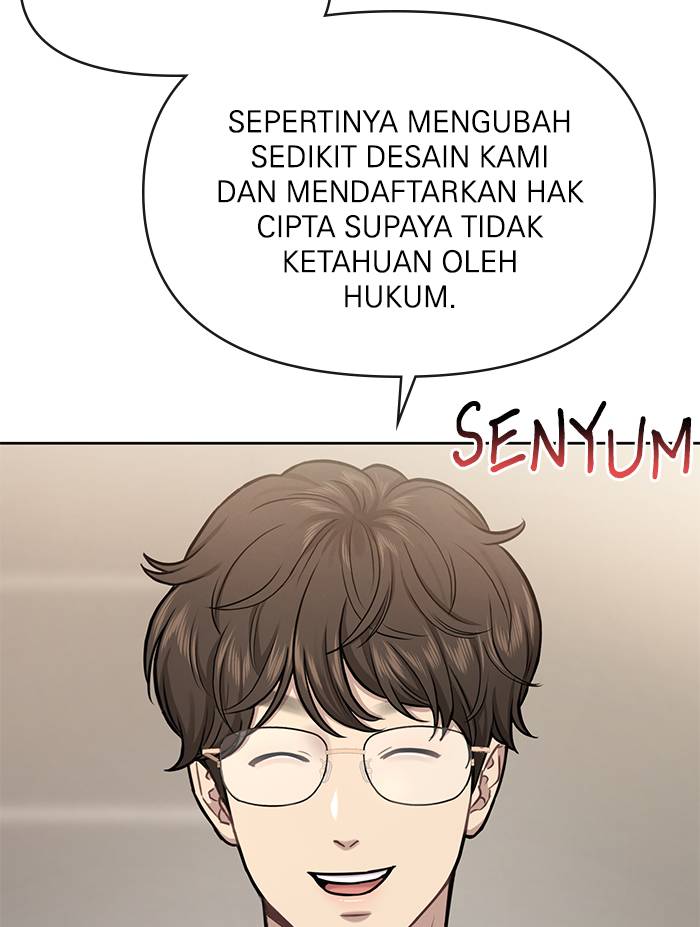 SEPERTINYA MENGUBAH
SEDIKIT DESAIN KAMI
DAN MENDAFTARKAN HAK
CIPTA SUPAYA TIDAK
KETAHUAN OLEH
HUKUM.
SENYUM